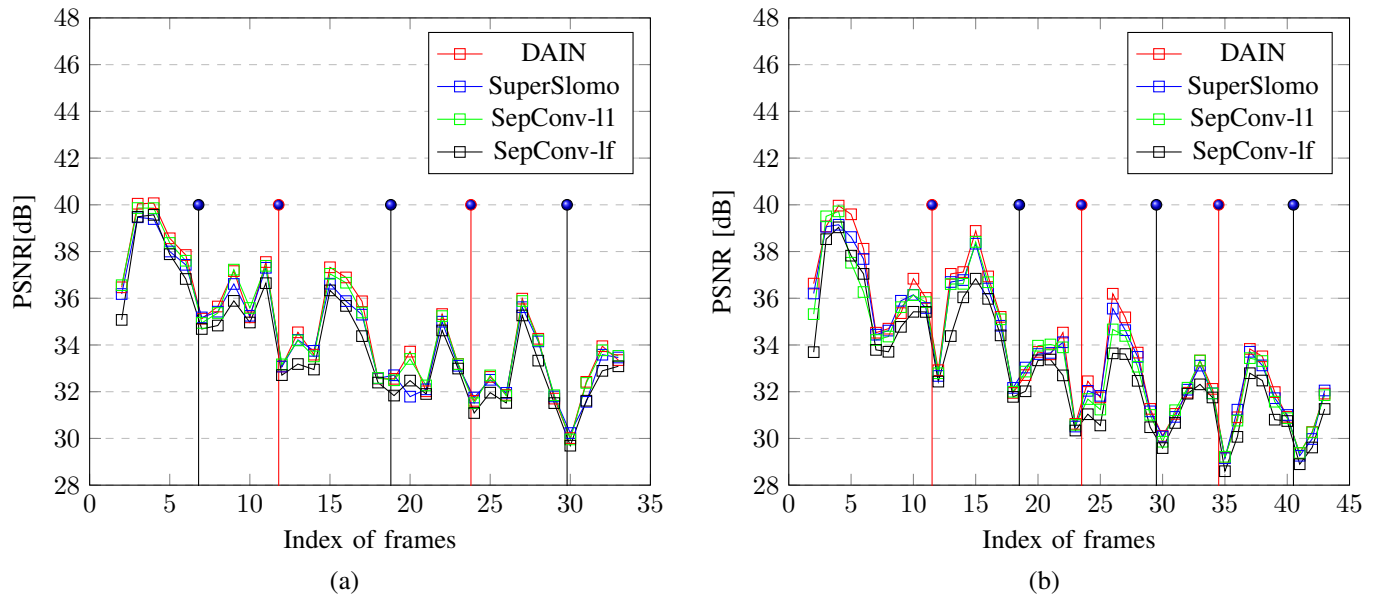 48
46
44
42
40
38
36
34
32
30
28
0 5 10 15 20 25 30 35
PSNR[dB]
Index of frames
DAIN
SuperSlomo
SepConv-l1
SepConv-lf
(a)
48
46
44
42
40
38
36
34
32
30
28
0 5 10 15 20 25 30 35 40 45
PSNR [dB]
Index of frames
DAIN
SuperSlomo
SepConv-l1
SepConv-lf
(b)